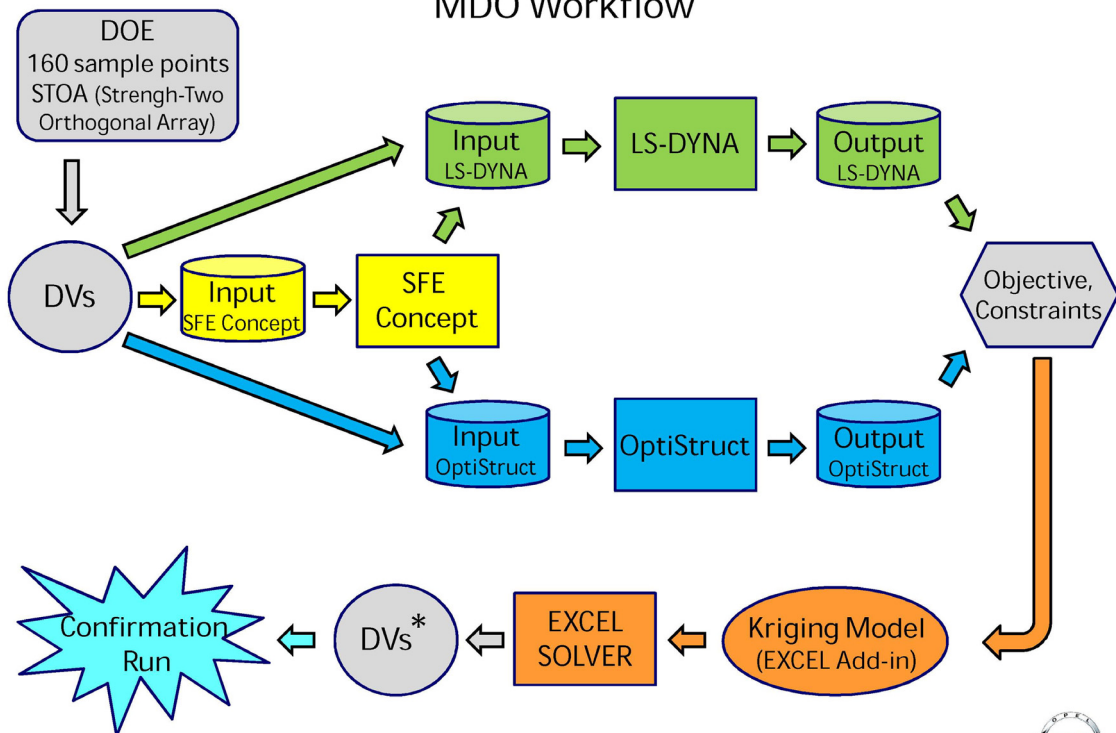 MDO Workflow
DOE
160 sample points
STOA (Strengh-Two
Orthogonal Array)
Input
LS-DYNA
LS-DYNA
Output
LS-DYNA
DVs
Input
SFE Concept
SFE
Concept
Objective,
Constraints
Input
OptiStruct
OptiStruct
Output
OptiStruct
Confirmation
Run
DVs*
EXCEL
SOLVER
Kriging Model
(EXCEL Add-in)
OPEL